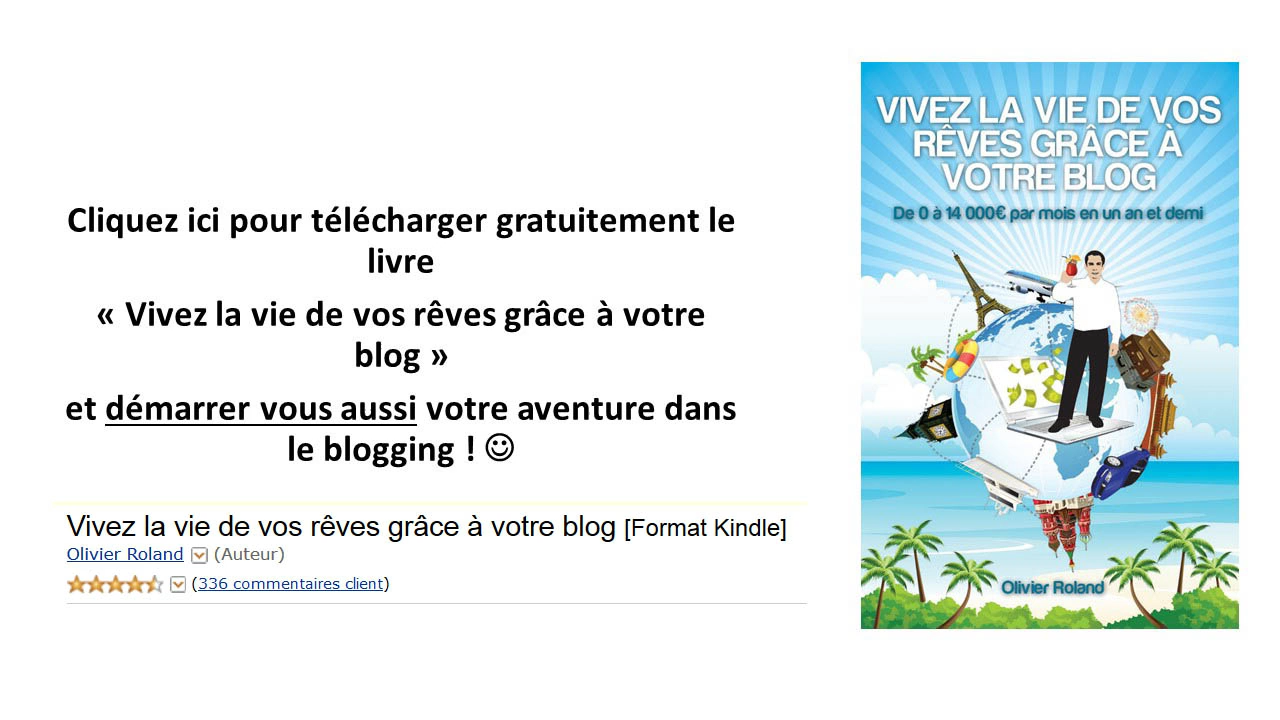 Cliquez ici pour télécharger gratuitement le
livre
« Vivez la vie de vos rêves grâce à votre
blog »
et démarrer vous aussi votre aventure dans
le blogging ! ☺
Vivez la vie de vos rêves grâce à votre blog [Format Kindle]
Olivier Roland (Auteur)
(336 commentaires client)
VIVEZ LA VIE DE VOS
RÊVES GRÂCE À
VOTRE BLOG
De 0 à 14 000€ par mois en un an et demi
Olivier Roland